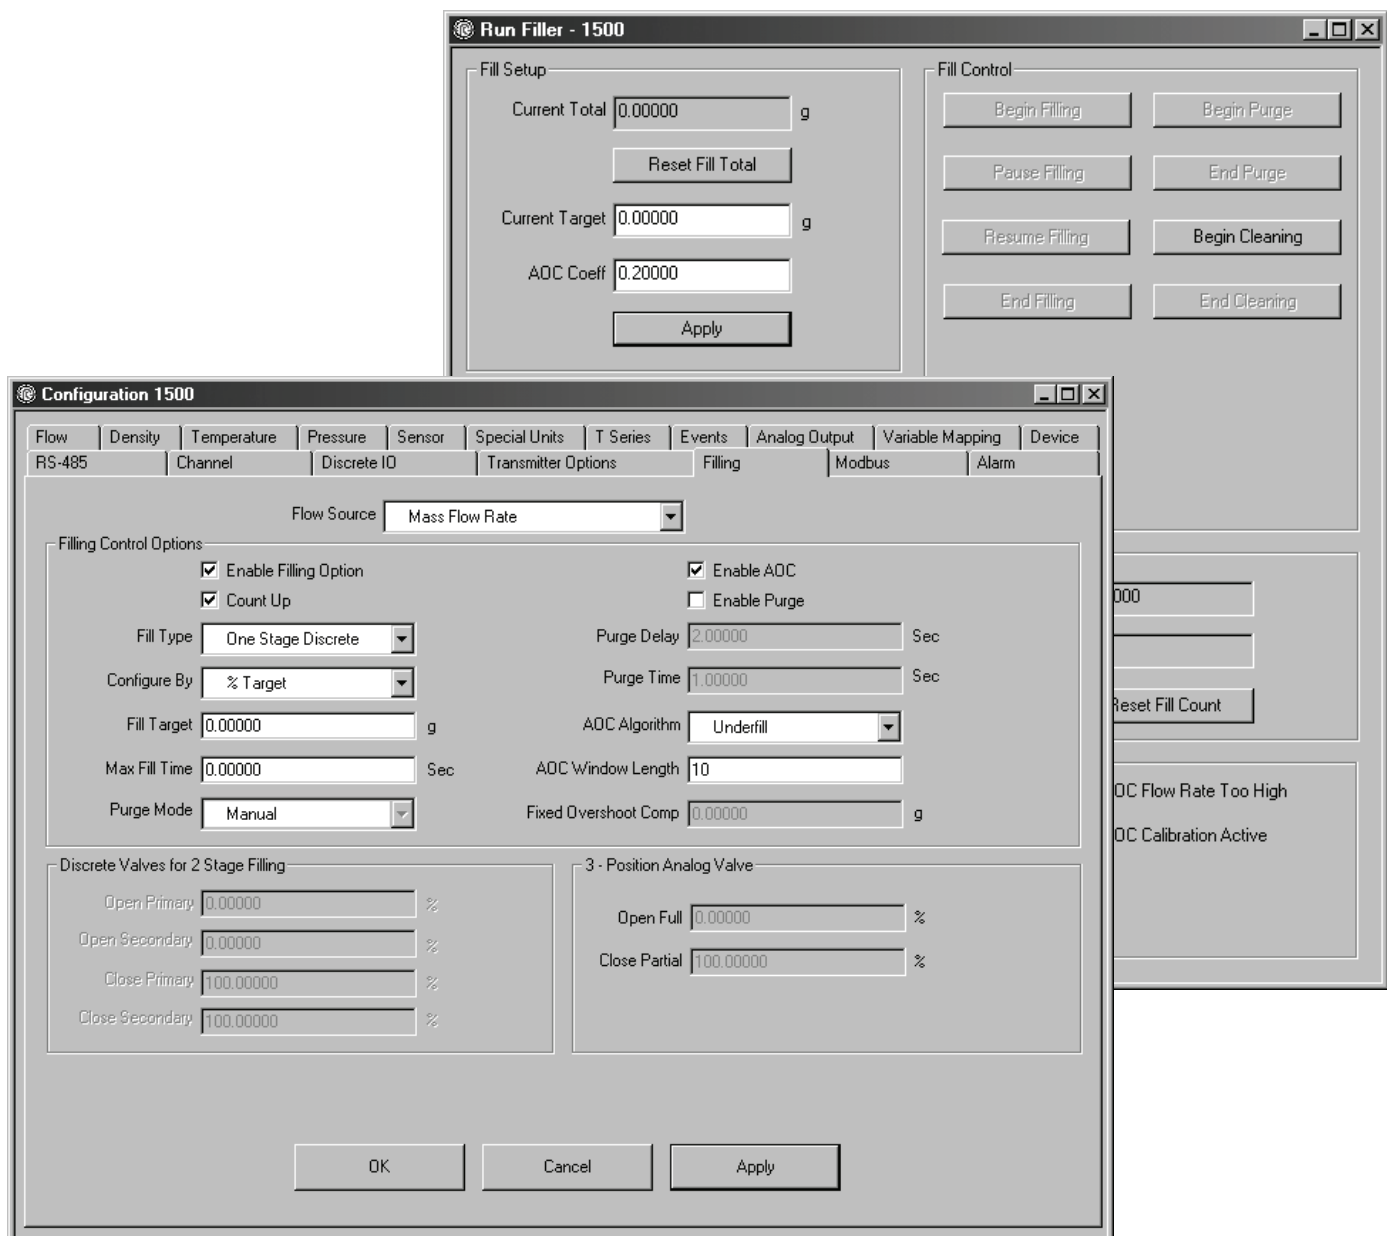 Run Filler - 1500
Fill Setup
Current Total 0.00000 g
Reset Fill Total
Current Target 0.00000 g
AOC Coeff 0.20000
Apply
Fill Control
Begin Filling Begin Purge
Pause Filling End Purge
Resume Filling Begin Cleaning
End Filling End Cleaning
000
Reset Fill Count
OC Flow Rate Too High
OC Calibration Active
Configuration 1500
Flow Density Temperature Pressure Sensor Special Units T Series Events Analog Output Variable Mapping Device
RS-485 Channel Discrete IO Transmitter Options Filling Modbus Alarm
Flow Source Mass Flow Rate
Filling Control Options
Enable Filling Option Enable AOC
Count Up Enable Purge
Fill Type One Stage Discrete Purge Delay 2.00000 Sec
Configure By % Target Purge Time 1.00000 Sec
Fill Target 0.00000 g AOC Algorithm Underfill
Max Fill Time 0.00000 Sec AOC Window Length 10
Purge Mode Manual Fixed Overshoot Comp 0.00000 g
Discrete Valves for 2 Stage Filling
Open Primary 0.00000 %
Open Secondary 0.00000 %
Close Primary 100.00000 %
Close Secondary 100.00000 %
3 - Position Analog Valve
Open Full 0.00000 %
Close Partial 100.00000 %
OK Cancel Apply